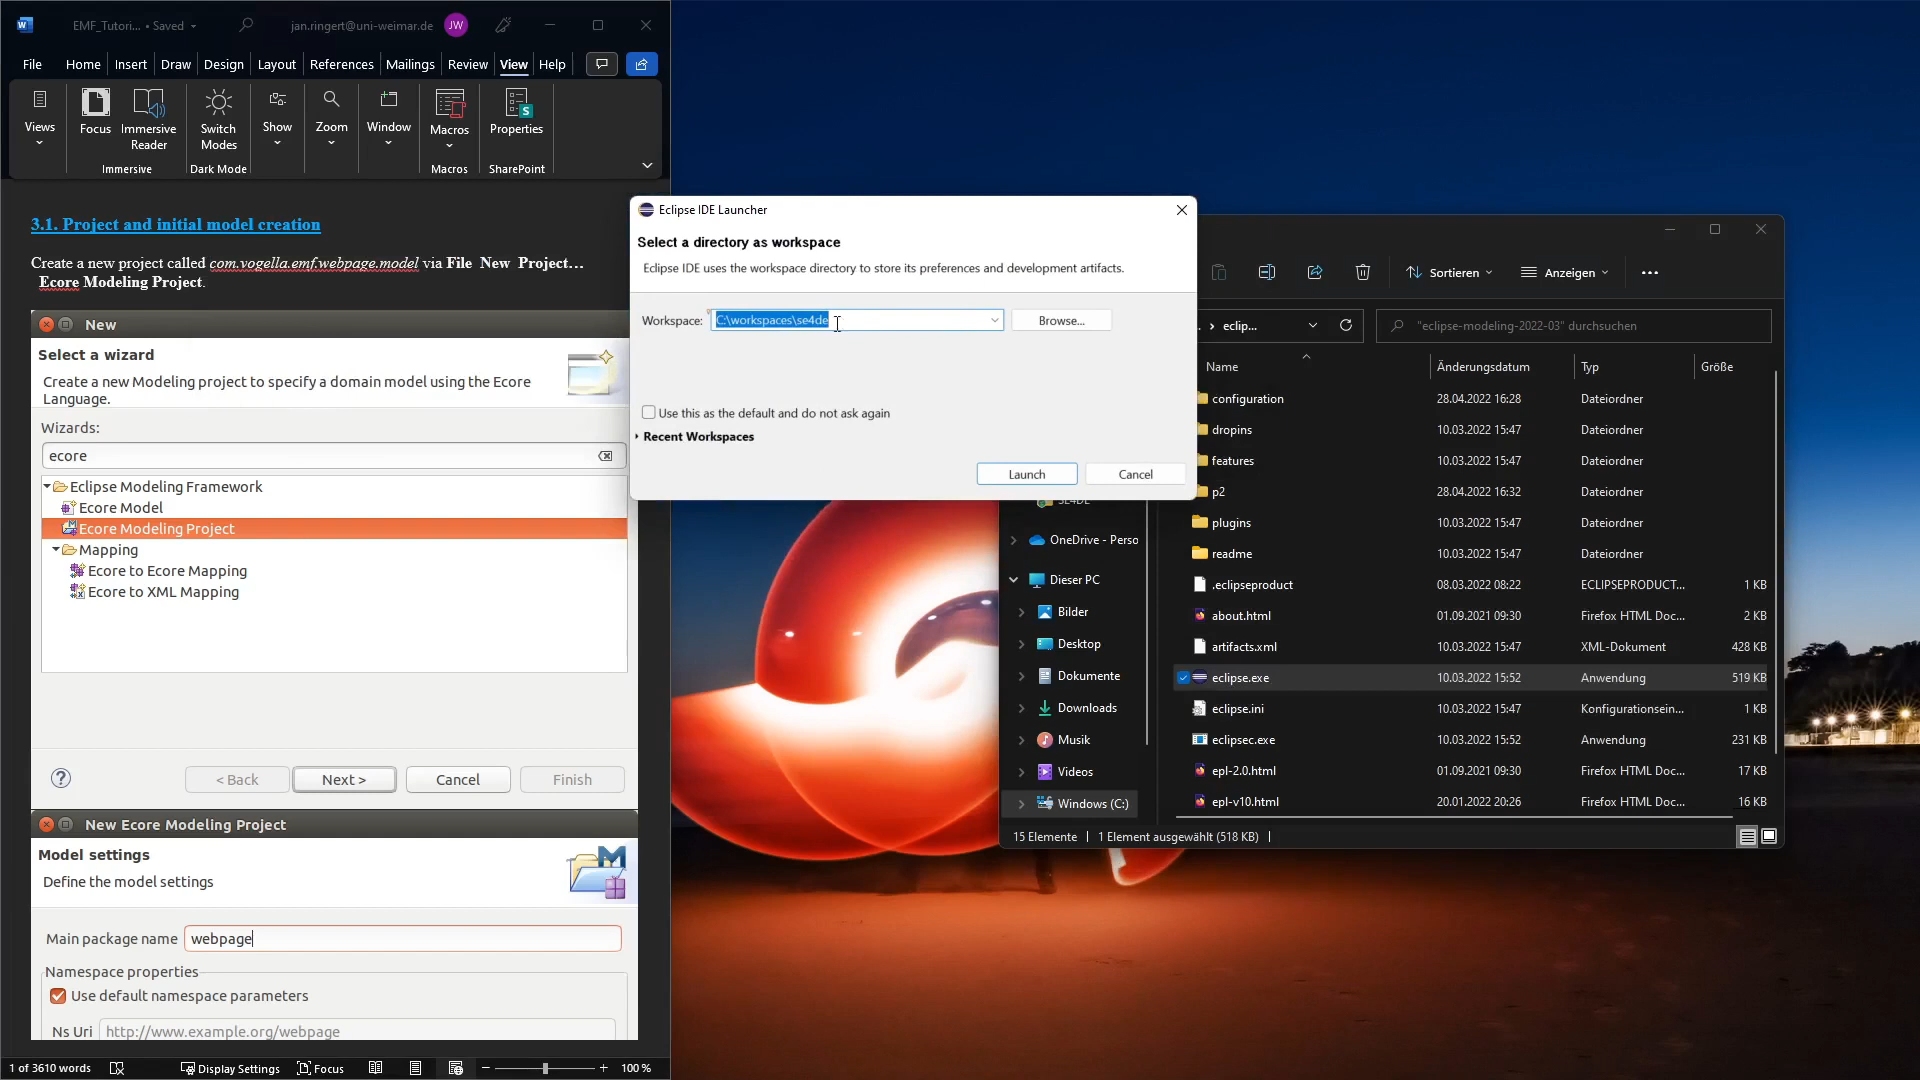 EMF_Tutori... • Saved
jan.ringert@uni-weimar.de
JW
File Home Insert Draw Design Layout References Mailings Review View Help
Views
Focus
Immersive Reader
Switch Modes
Show
Zoom
Window
Macros
Properties
Immersive
Dark Mode
Macros
SharePoint
3.1. Project and initial model creation
Create a new project called com.vogella.emf.webpage.model via File New Project...
Ecore Modeling Project.
New
Select a wizard
Create a new Modeling project to specify a domain model using the Ecore
Language.
Wizards:
ecore
Eclipse Modeling Framework
Ecore Model
Ecore Modeling Project
Mapping
Ecore to Ecore Mapping
Ecore to XML Mapping
< Back Next > Cancel Finish
New Ecore Modeling Project
Model settings
Define the model settings
Main package name webpage
Namespace properties
Use default namespace parameters
Ns Uri http://www.example.org/webpage
1 of 3610 words Display Settings Focus 100 %
Eclipse IDE Launcher
Select a directory as workspace
Eclipse IDE uses the workspace directory to store its preferences and development artifacts.
Workspace: C:\workspaces\se4de Browse...
Use this as the default and do not ask again
Recent Workspaces
Launch Cancel
Sortieren Anzeigen
eclip...
"eclipse-modeling-2022-03" durchsuchen
Name Änderungsdatum Typ Größe
configuration 28.04.2022 16:28 Dateiordner
dropins 10.03.2022 15:47 Dateiordner
features 10.03.2022 15:47 Dateiordner
p2 28.04.2022 16:32 Dateiordner
plugins 10.03.2022 15:47 Dateiordner
readme 10.03.2022 15:47 Dateiordner
.eclipseproduct 08.03.2022 08:22 ECLIPSEPRODUCT... 1 KB
about.html 01.09.2021 09:30 Firefox HTML Doc... 2 KB
artifacts.xml 10.03.2022 15:47 XML-Dokument 428 KB
eclipse.exe 10.03.2022 15:52 Anwendung 519 KB
eclipse.ini 10.03.2022 15:47 Konfigurationsein... 1 KB
eclipsec.exe 10.03.2022 15:52 Anwendung 231 KB
epl-2.0.html 01.09.2021 09:30 Firefox HTML Doc... 17 KB
epl-v10.html 20.01.2022 20:26 Firefox HTML Doc... 16 KB
SE4DE
OneDrive - Perso
Dieser PC
Bilder
Desktop
Dokumente
Downloads
Musik
Videos
Windows (C:)
15 Elemente 1 Element ausgewählt (518 KB)